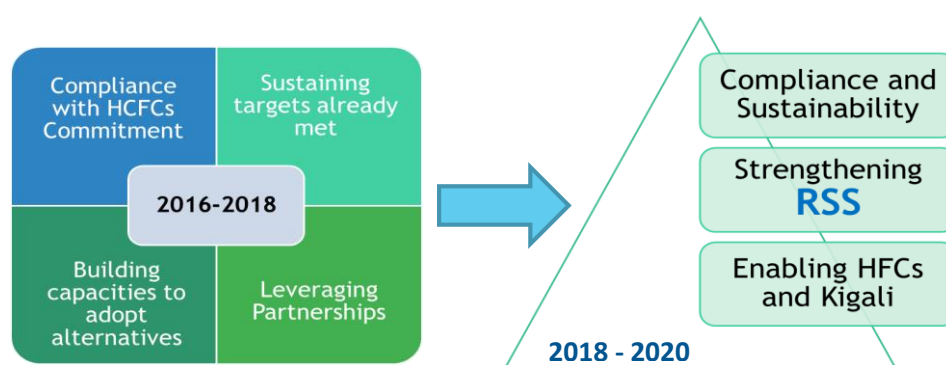 Compliance
with HCFCs
Commitment
Sustaining
targets already
met
2016-2018
Building
capacities to
adopt
alternatives
Leveraging
Partnerships
Compliance and
Sustainability
Strengthening
RSS
Enabling HFCs
and Kigali
2018 - 2020